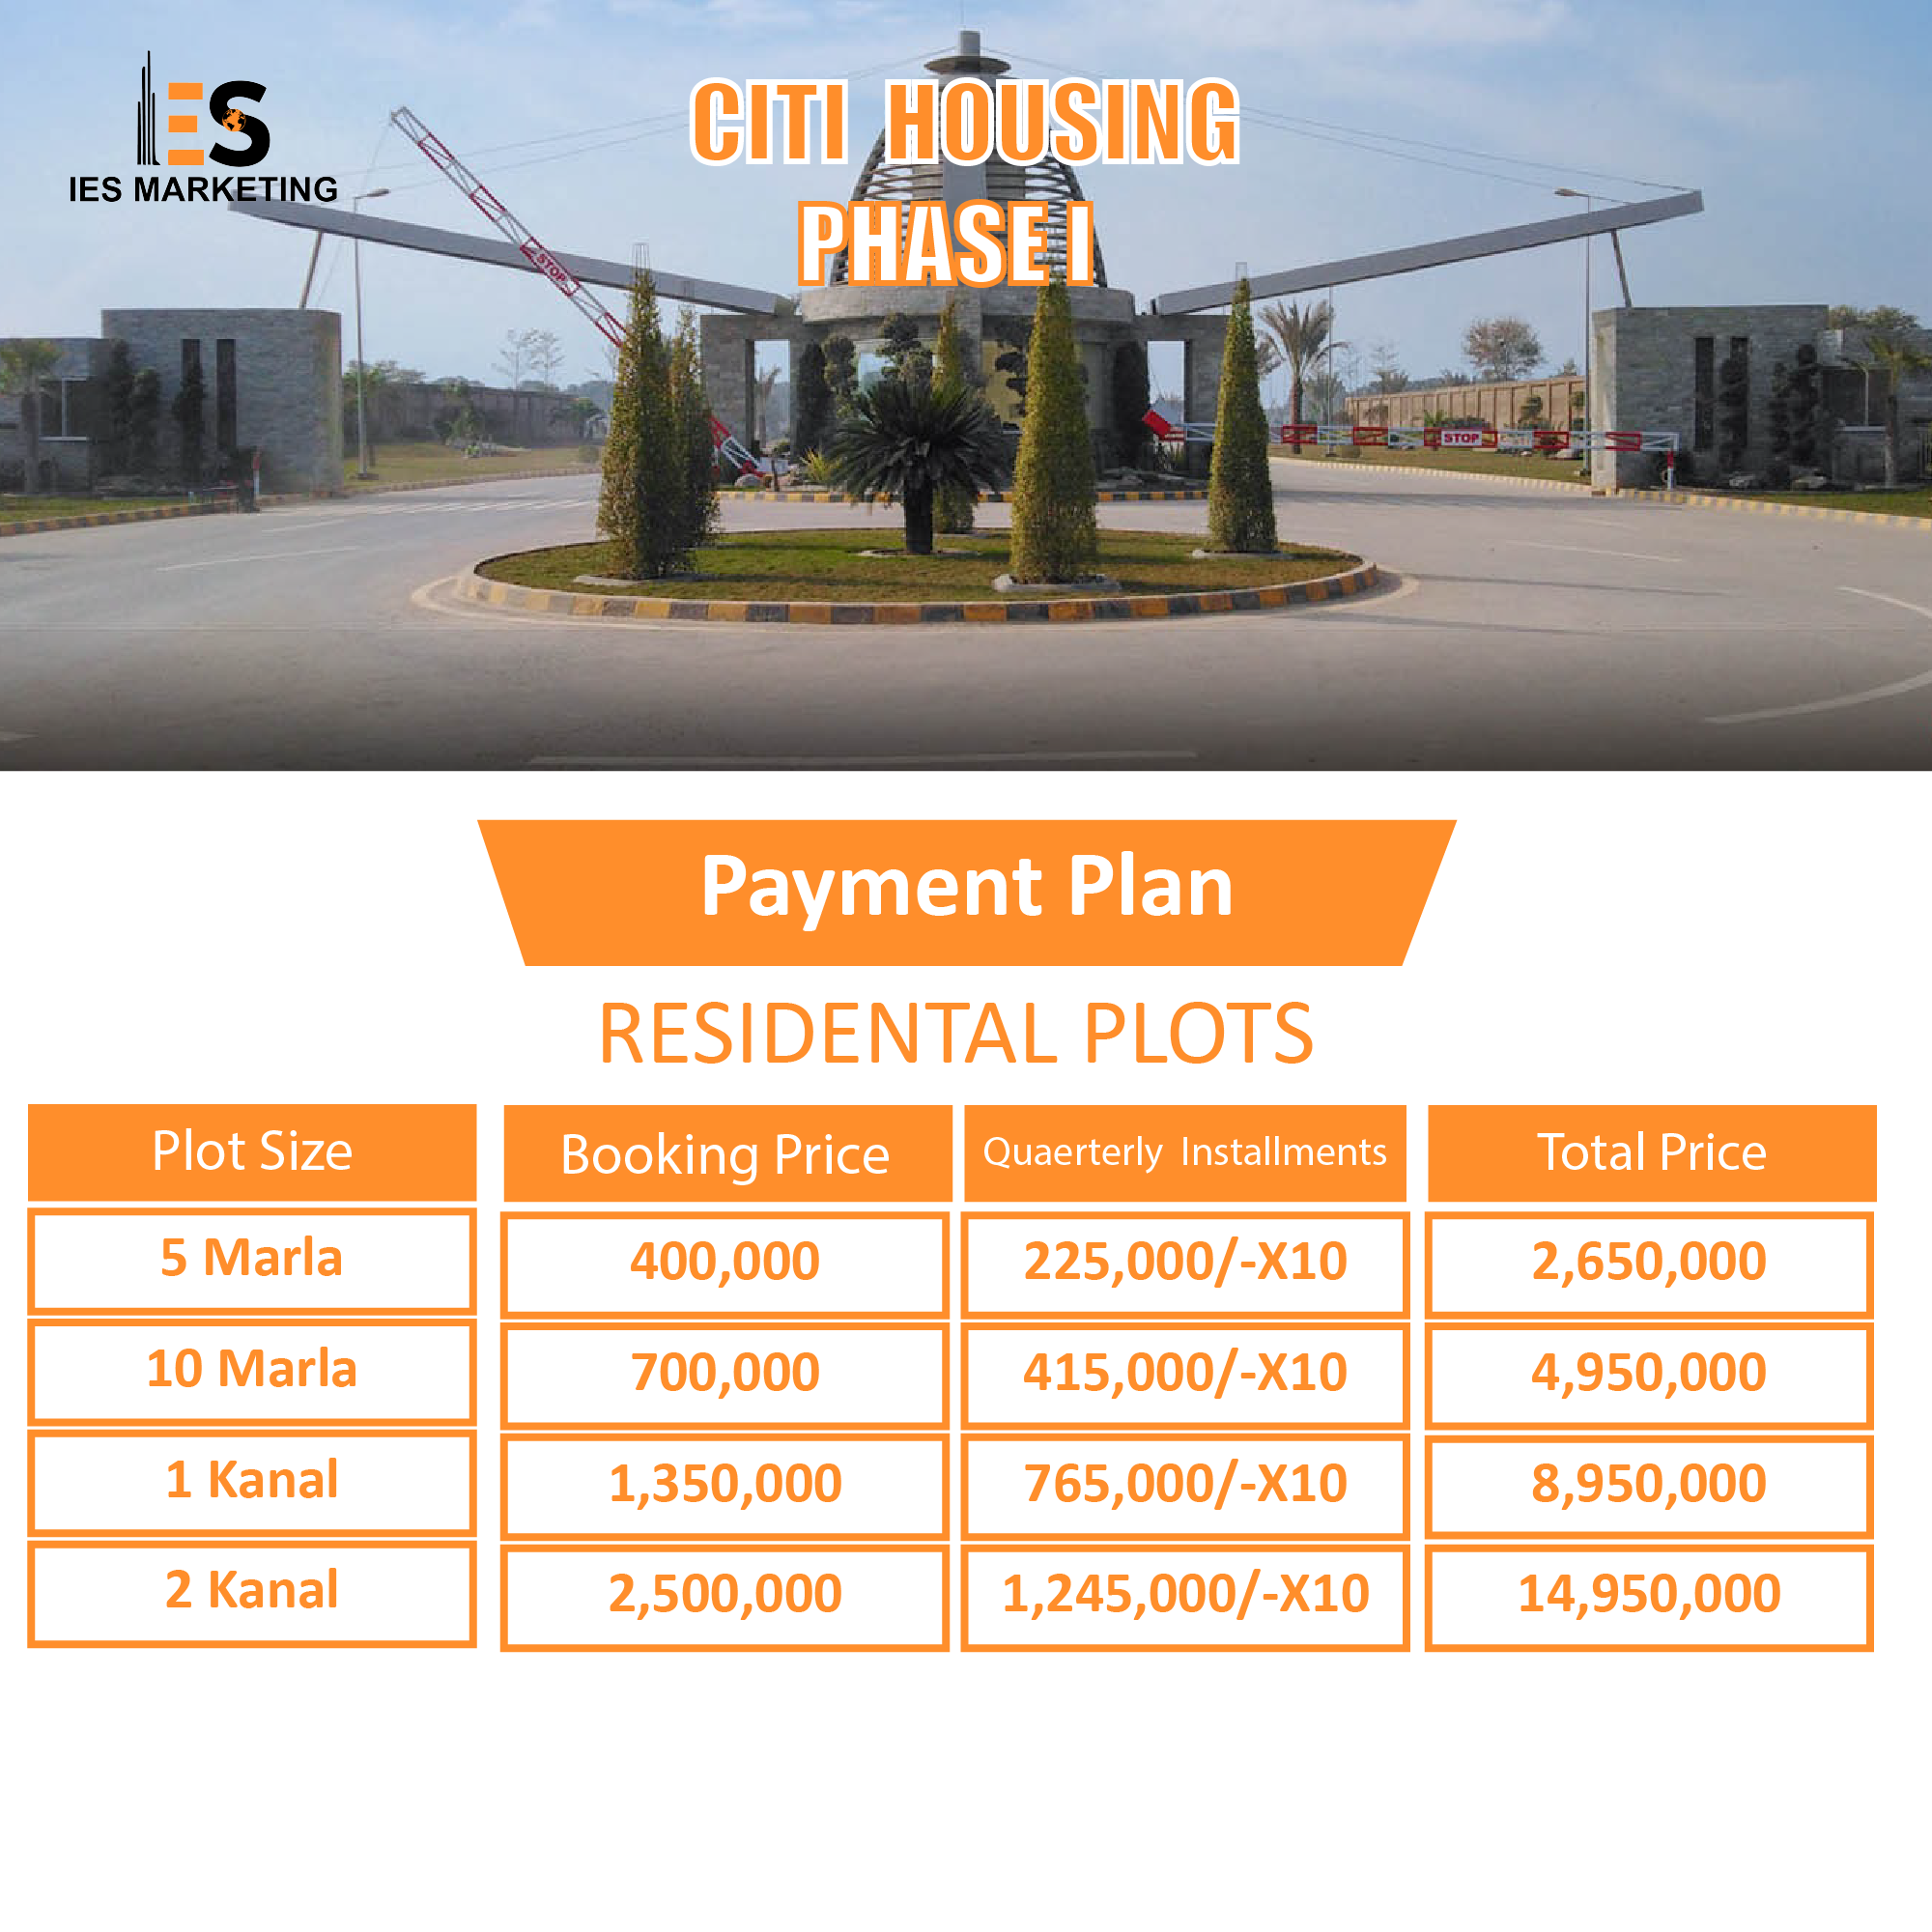 IES
IES MARKETING
CITI HOUSING
PHASE I
STOP
STOP
Payment Plan
RESIDENTAL PLOTS
Plot Size Booking Price Quaerterly Installments Total Price
5 Marla 400,000 225,000/-X10 2,650,000
10 Marla 700,000 415,000/-X10 4,950,000
1 Kanal 1,350,000 765,000/-X10 8,950,000
2 Kanal 2,500,000 1,245,000/-X10 14,950,000